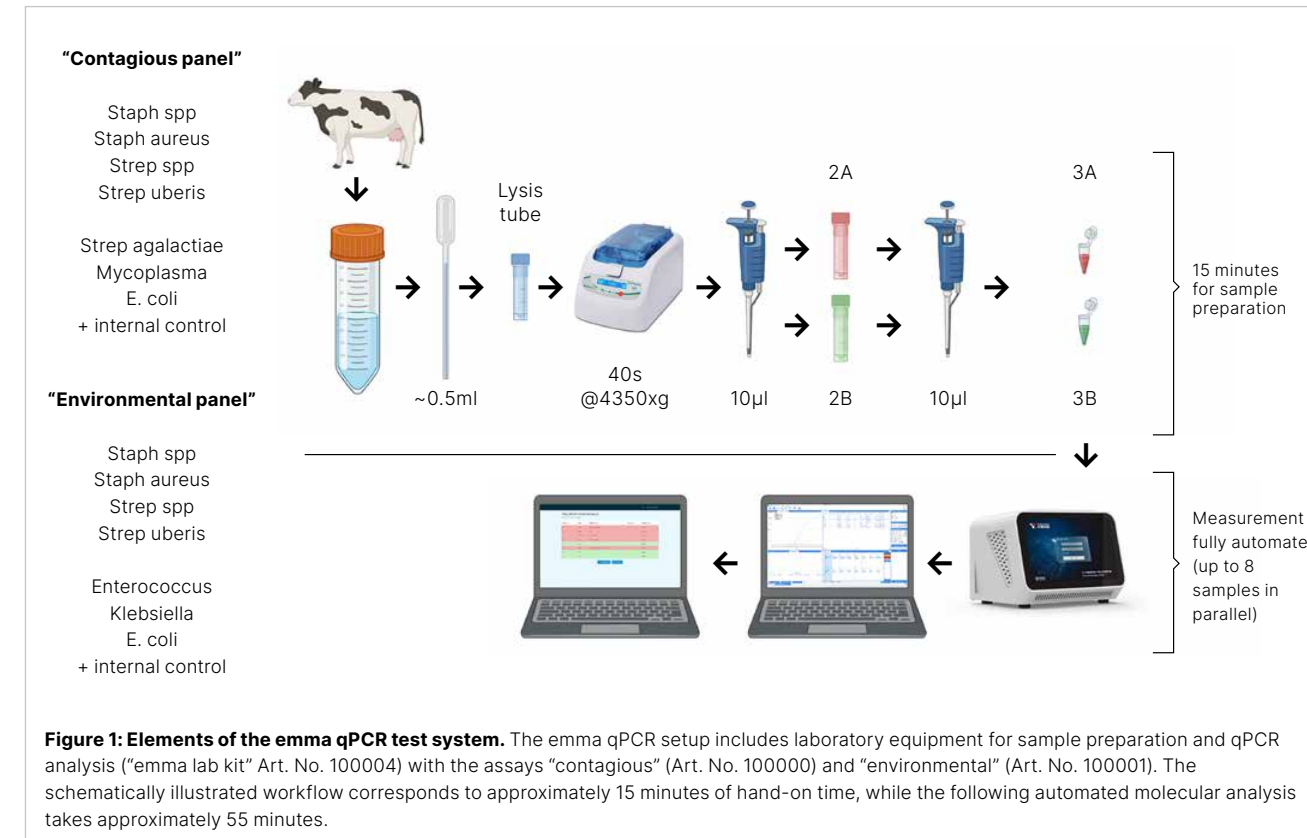 “Contagious panel”
Staph spp
Staph aureus
Strep spp
Strep uberis
Strep agalactiae
Mycoplasma
E. coli
+ internal control
“Environmental panel”
Staph spp
Staph aureus
Strep spp
Strep uberis
Enterococcus
Klebsiella
E. coli
+ internal control
~0.5ml
Lysis
tube
40s
@4350xg
10µl
2A
2B
10µl
3A
3B
15 minutes
for sample
preparation
Measurement
fully automate
(up to 8
samples in
parallel)
Figure 1: Elements of the emma qPCR test system. The emma qPCR setup includes laboratory equipment for sample preparation and qPCR
analysis (“emma lab kit” Art. No. 100004) with the assays “contagious” (Art. No. 100000) and “environmental” (Art. No. 100001). The
schematically illustrated workflow corresponds to approximately 15 minutes of hand-on time, while the following automated molecular analysis
takes approximately 55 minutes.